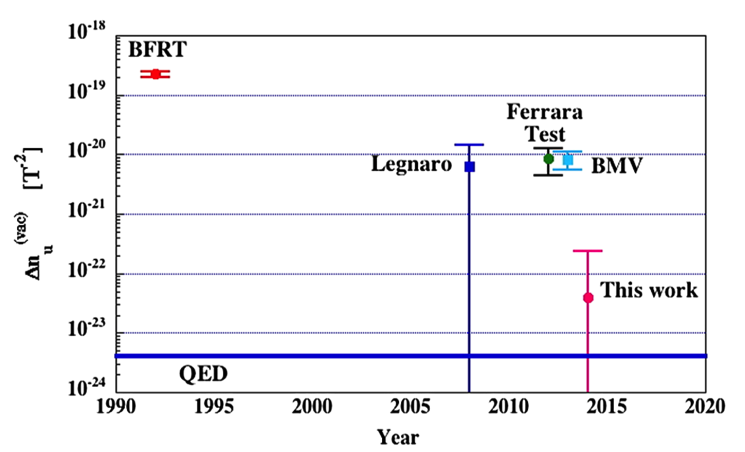 10⁻¹⁸
BFRT
10⁻¹⁹
Ferrara
Test
10⁻²⁰
Legnaro
BMV
10⁻²¹
Δnᵤ⁽ᵛᵃᶜ⁾ [T⁻²]
10⁻²²
This work
10⁻²³
QED
10⁻²⁴
1990 1995 2000 2005 2010 2015 2020
Year